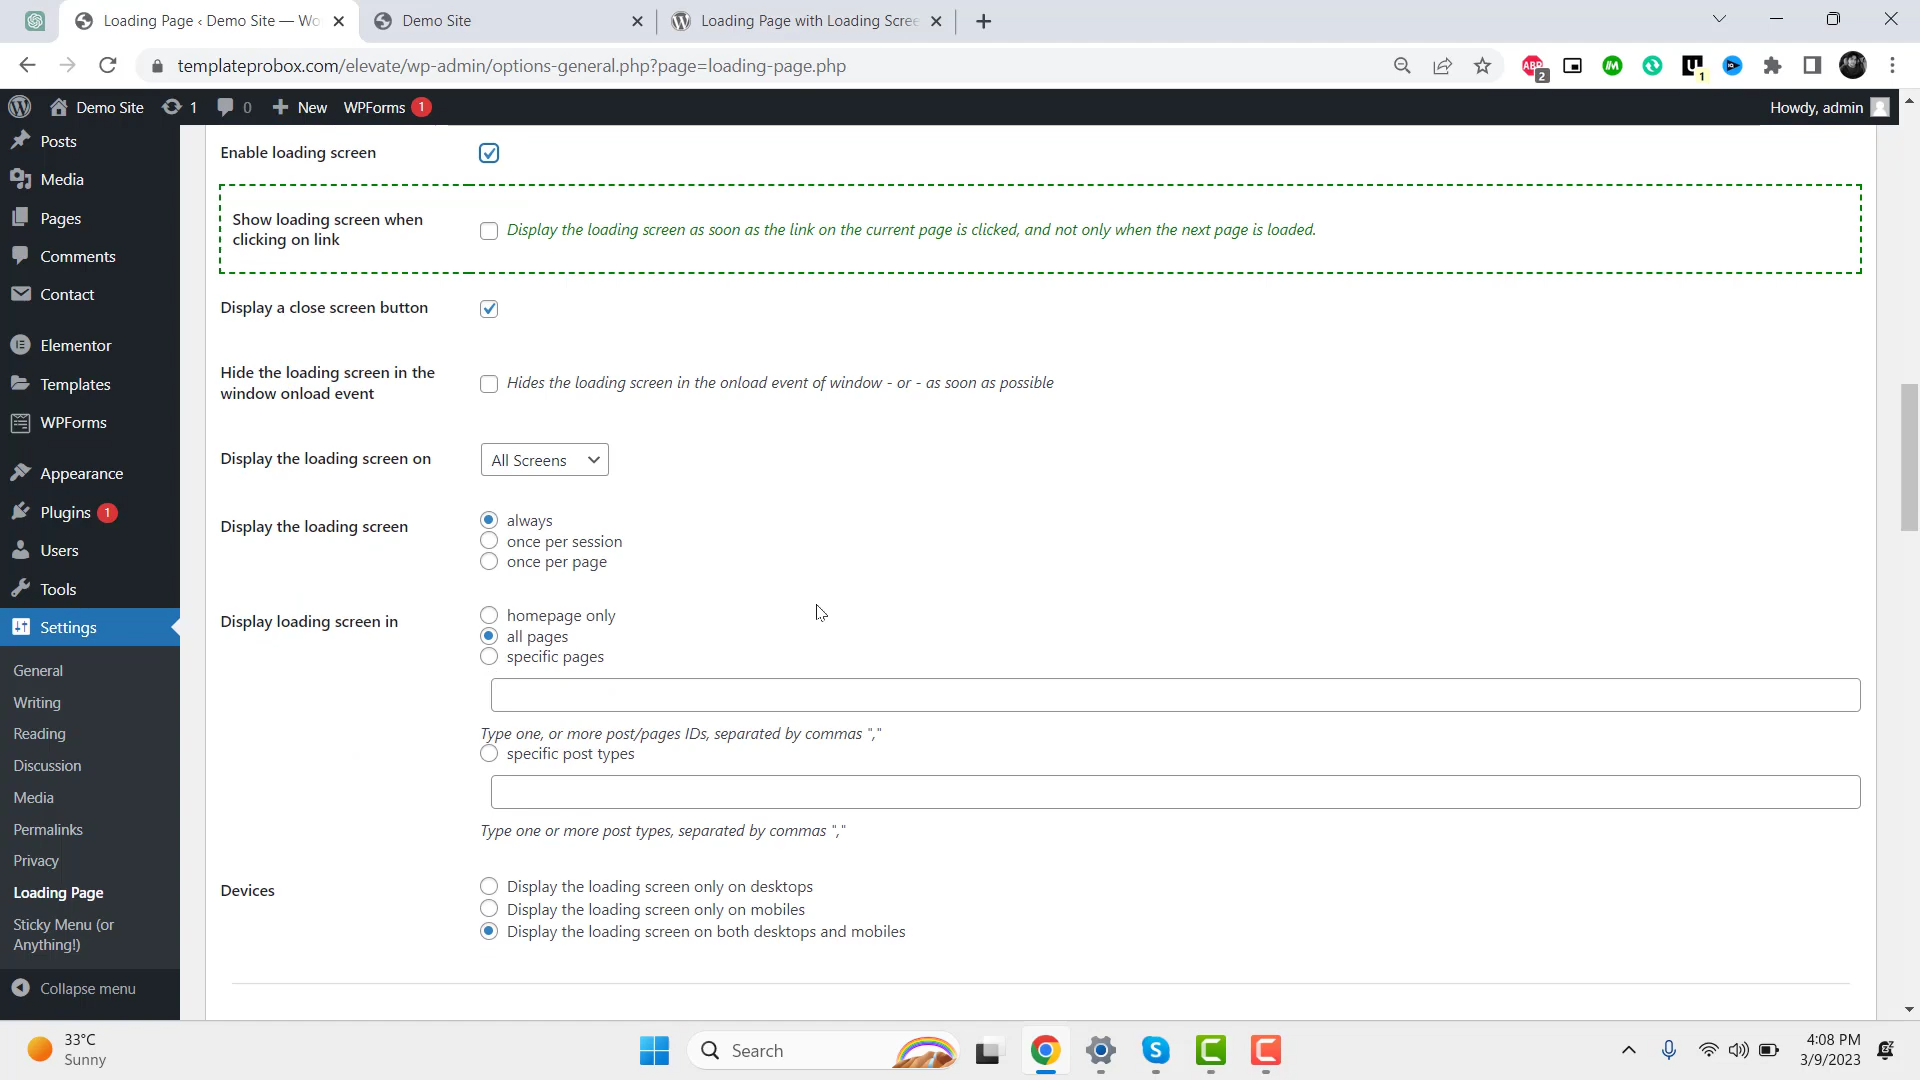 Loading Page ‹ Demo Site — Wo
Demo Site
Loading Page with Loading Scree
templateprobox.com/elevate/wp-admin/options-general.php?page=loading-page.php
ABP
2
1
Demo Site
1
0
New
WPForms
1
Howdy, admin
Posts
Media
Pages
Comments
Contact
Elementor
Templates
WPForms
Appearance
Plugins
1
Users
Tools
Settings
General
Writing
Reading
Discussion
Media
Permalinks
Privacy
Loading Page
Sticky Menu (or
Anything!)
Collapse menu
Enable loading screen
Show loading screen when
clicking on link
Display the loading screen as soon as the link on the current page is clicked, and not only when the next page is loaded.
Display a close screen button
Hide the loading screen in the
window onload event
Hides the loading screen in the onload event of window - or - as soon as possible
Display the loading screen on
All Screens
Display the loading screen
always
once per session
once per page
Display loading screen in
homepage only
all pages
specific pages
Type one, or more post/pages IDs, separated by commas ","
specific post types
Type one or more post types, separated by commas ","
Devices
Display the loading screen only on desktops
Display the loading screen only on mobiles
Display the loading screen on both desktops and mobiles
33°C
Sunny
Search
4:08 PM
3/9/2023